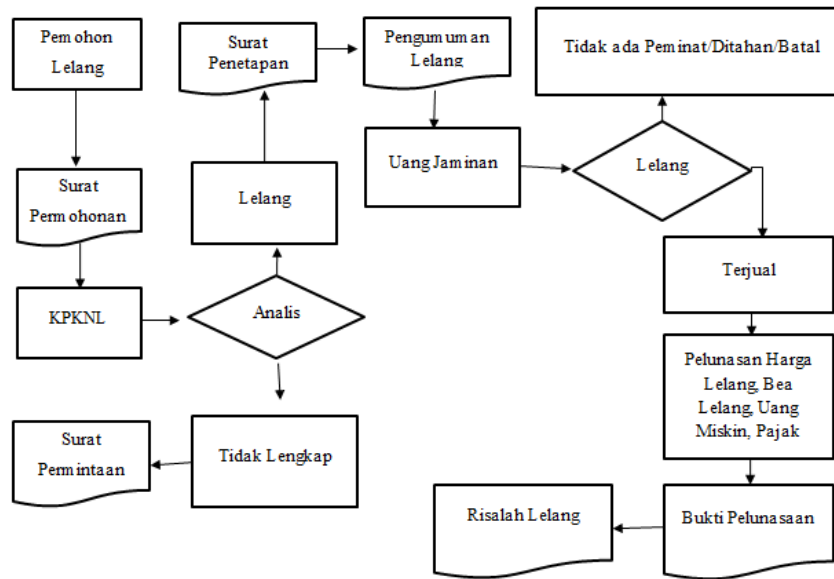 Pemohon
Lelang
Surat
Permohonan
KPKNL
Analis
Lelang
Surat
Penetapan
Pengumuman
Lelang
Uang Jaminan
Lelang
Tidak ada Peminat/Ditahan/Batal
Terjual
Pelunasan Harga
Lelang, Bea
Lelang, Uang
Miskin, Pajak
Bukti Pelunasaan
Risalah Lelang
Tidak Lengkap
Surat
Permintaan